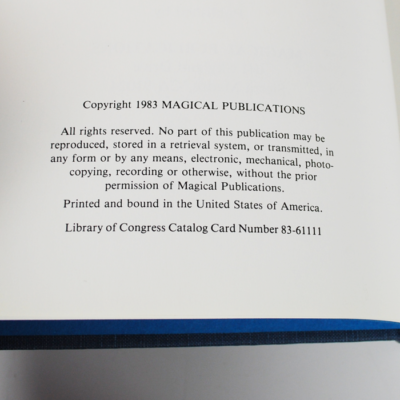 Copyright 1983 MAGICAL PUBLICATIONS
All rights reserved. No part of this publication may be
reproduced, stored in a retrieval system, or transmitted, in
any form or by any means, electronic, mechanical, photo-
copying, recording or otherwise, without the prior
permission of Magical Publications.
Printed and bound in the United States of America.
Library of Congress Catalog Card Number 83-61111